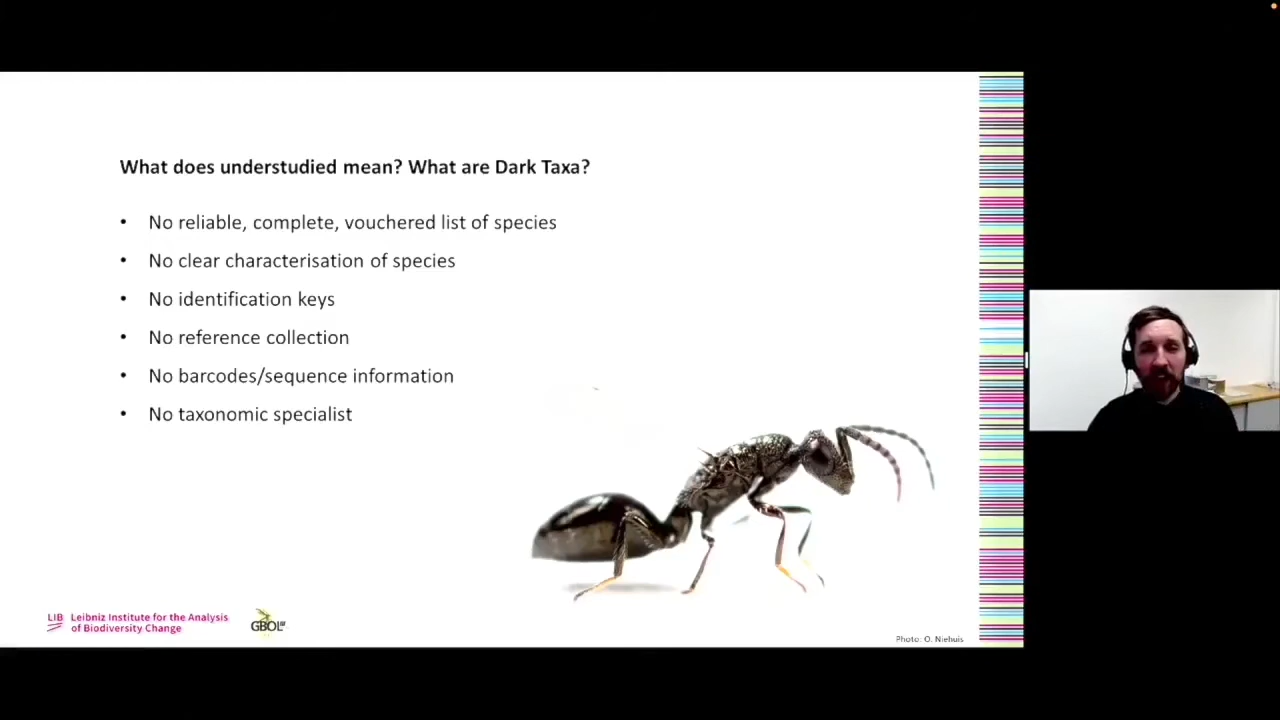 What does understudied mean? What are Dark Taxa?
• No reliable, complete, vouchered list of species
• No clear characterisation of species
• No identification keys
• No reference collection
• No barcodes/sequence information
• No taxonomic specialist
LIB Leibniz Institute for the Analysis
of Biodiversity Change
GBOL
Photo: O. Niehuis